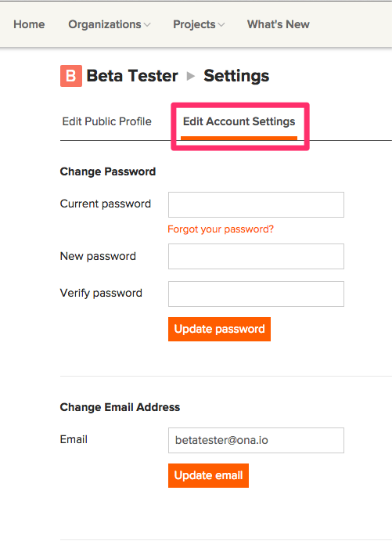 Home Organizations Projects What's New
B Beta Tester Settings
Edit Public Profile Edit Account Settings
Change Password
Current password
Forgot your password?
New password
Verify password
Update password
Change Email Address
Email betatester@ona.io
Update email